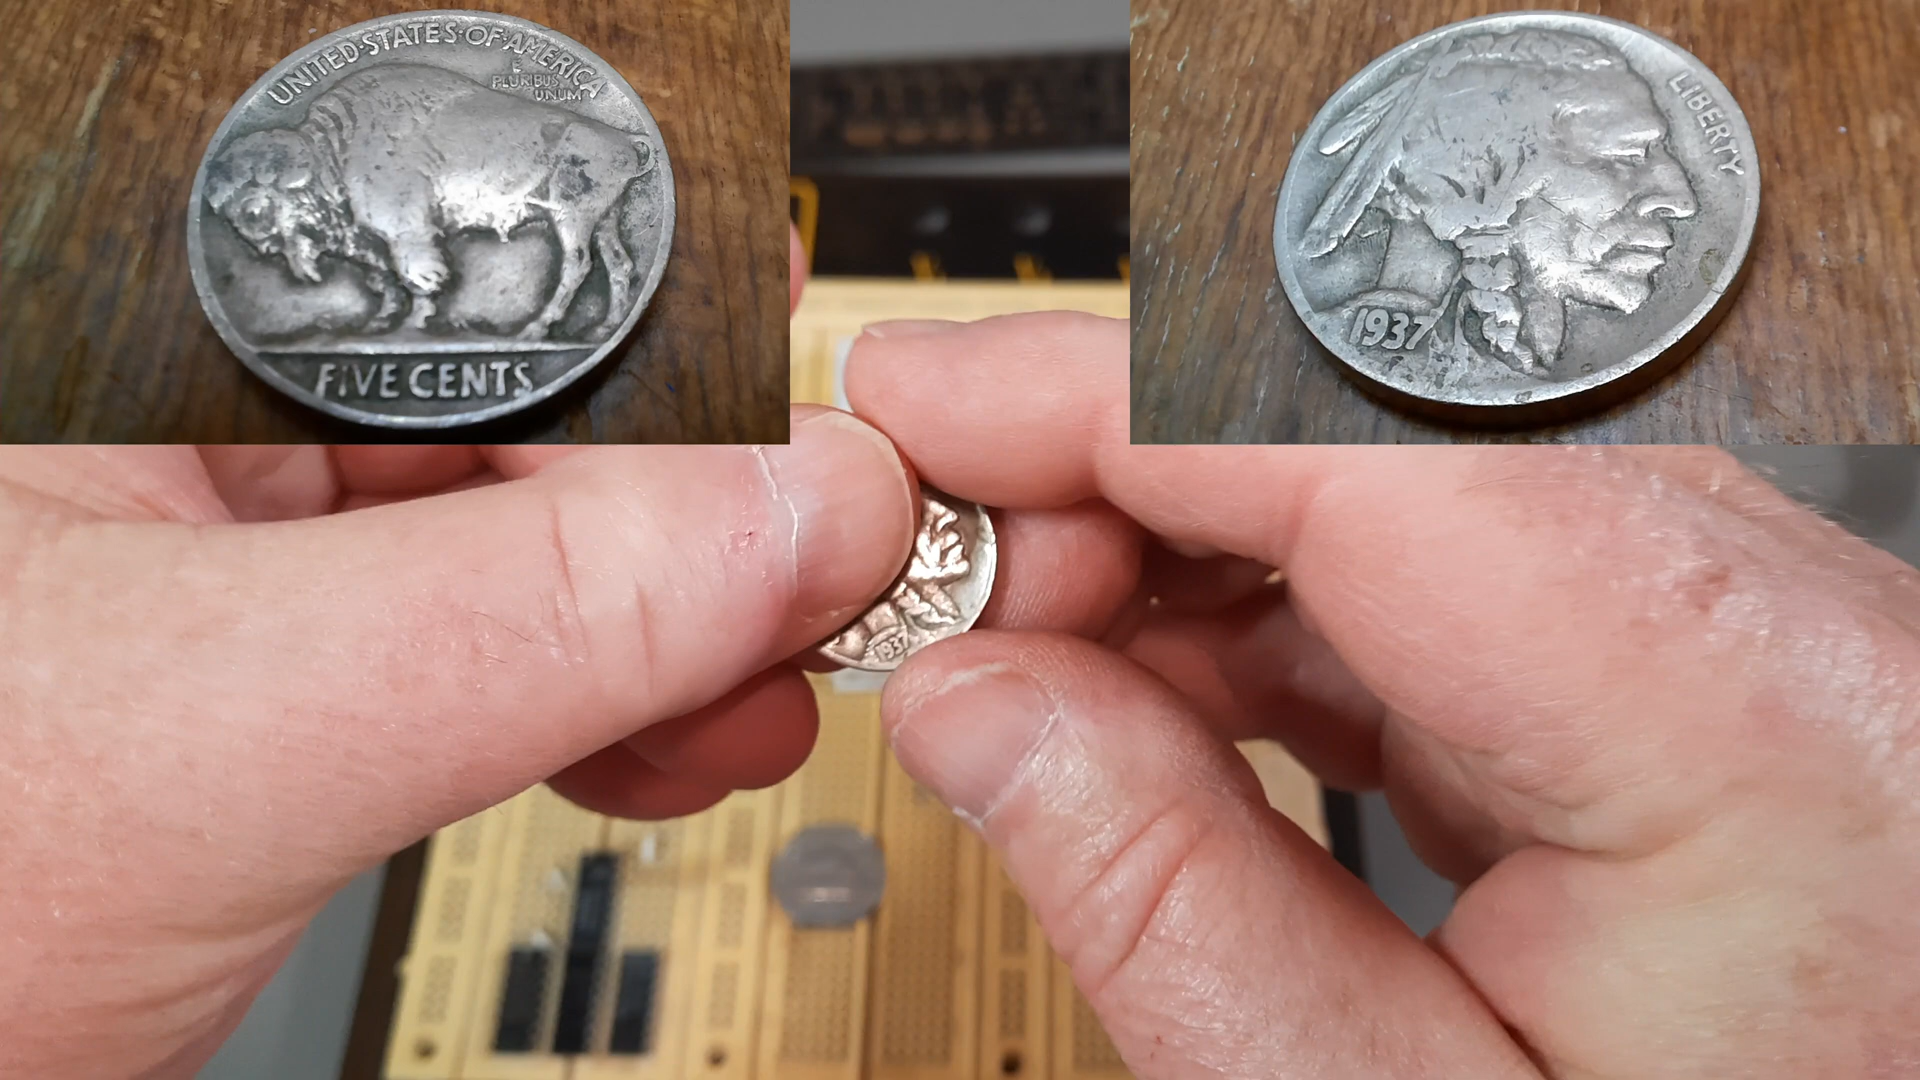 UNITED·STATES·OF·AMERICA
E
PLURIBUS
UNUM
FIVE CENTS
LIBERTY
1937
1937